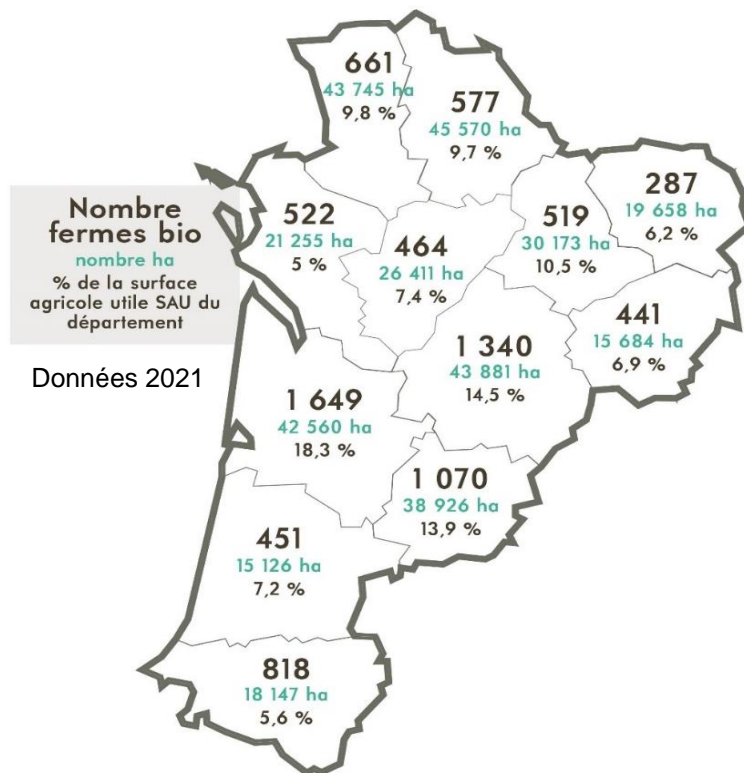 661
43 745 ha
9,8 %
577
45 570 ha
9,7 %
287
19 658 ha
6,2 %
Nombre
fermes bio
nombre ha
% de la surface
agricole utile SAU du
département
522
21 255 ha
5 %
464
26 411 ha
7,4 %
519
30 173 ha
10,5 %
441
15 684 ha
6,9 %
Données 2021
1 340
43 881 ha
14,5 %
1 649
42 560 ha
18,3 %
1 070
38 926 ha
13,9 %
451
15 126 ha
7,2 %
818
18 147 ha
5,6 %